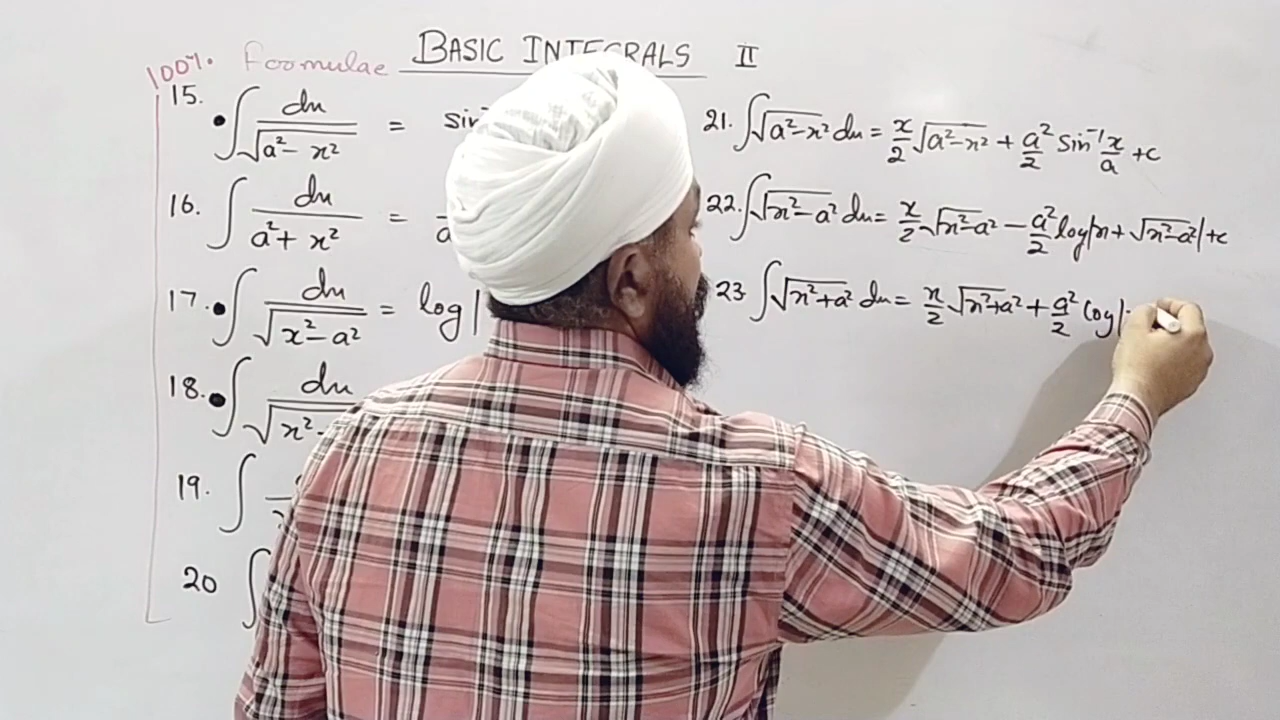 100% Foomulae BASIC INTEGRALS II
15. ∫ dx/√(a² - x²) = sin⁻
16. ∫ dx/(a² + x²) =
17. ∫ dx/√(x² - a²) = log|
18. ∫ dx/√(x²
19. ∫
20 ∫
21. ∫√(a²-x²) dx = x/2 √(a²-x²) + a²/2 sin⁻¹ x/a + c
22. ∫√(x²-a²) dx = x/2 √(x²-a²) - a²/2 log|x + √(x²-a²)| + c
23 ∫√(x²+a²) dx = x/2 √(x²+a²) + a²/2 log|